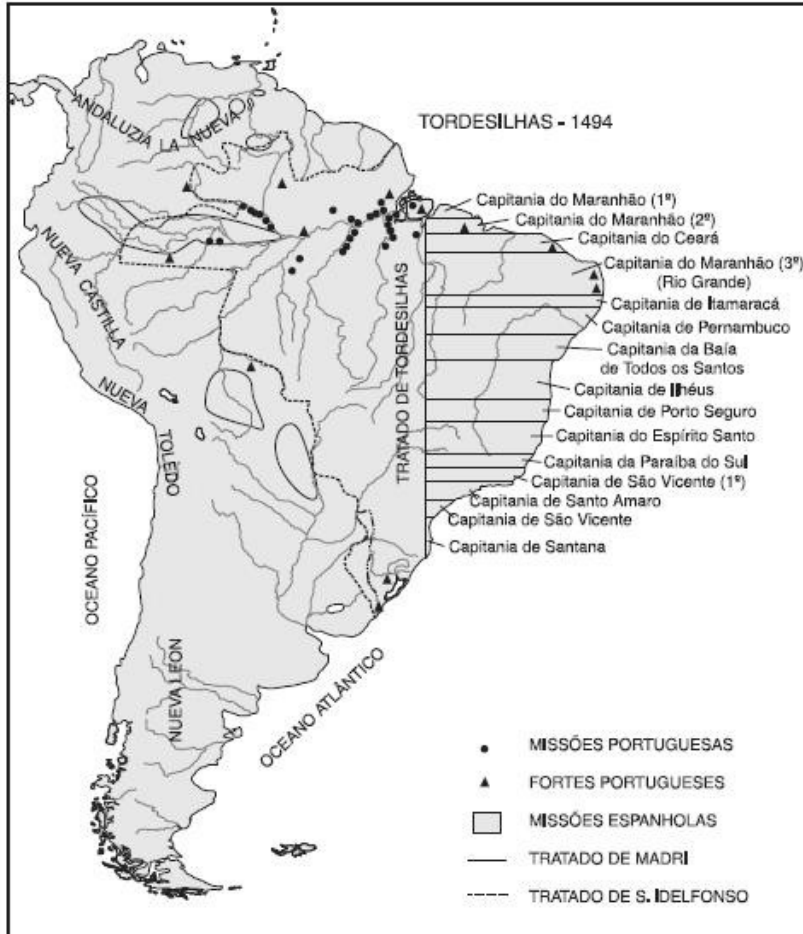 TORDESILHAS - 1494
ANDALUZIA LA NUEVA
NUEVA CASTILLA
NUEVA
TOLEDO
NUEVA LEON
OCEANO PACÍFICO
OCEANO ATLÂNTICO
TRATADO DE TORDESILHAS
Capitania do Maranhão (1º)
Capitania do Maranhão (2º)
Capitania do Ceará
Capitania do Maranhão (3º)
(Rio Grande)
Capitania de Itamaracá
Capitania de Pernambuco
Capitania da Baía
de Todos os Santos
Capitania de Ilhéus
Capitania de Porto Seguro
Capitania do Espírito Santo
Capitania da Paraíba do Sul
Capitania de São Vicente (1º)
Capitania de Santo Amaro
Capitania de São Vicente
Capitania de Santana
MISSÕES PORTUGUESAS
FORTES PORTUGUESES
MISSÕES ESPANHOLAS
TRATADO DE MADRI
TRATADO DE S. IDELFONSO